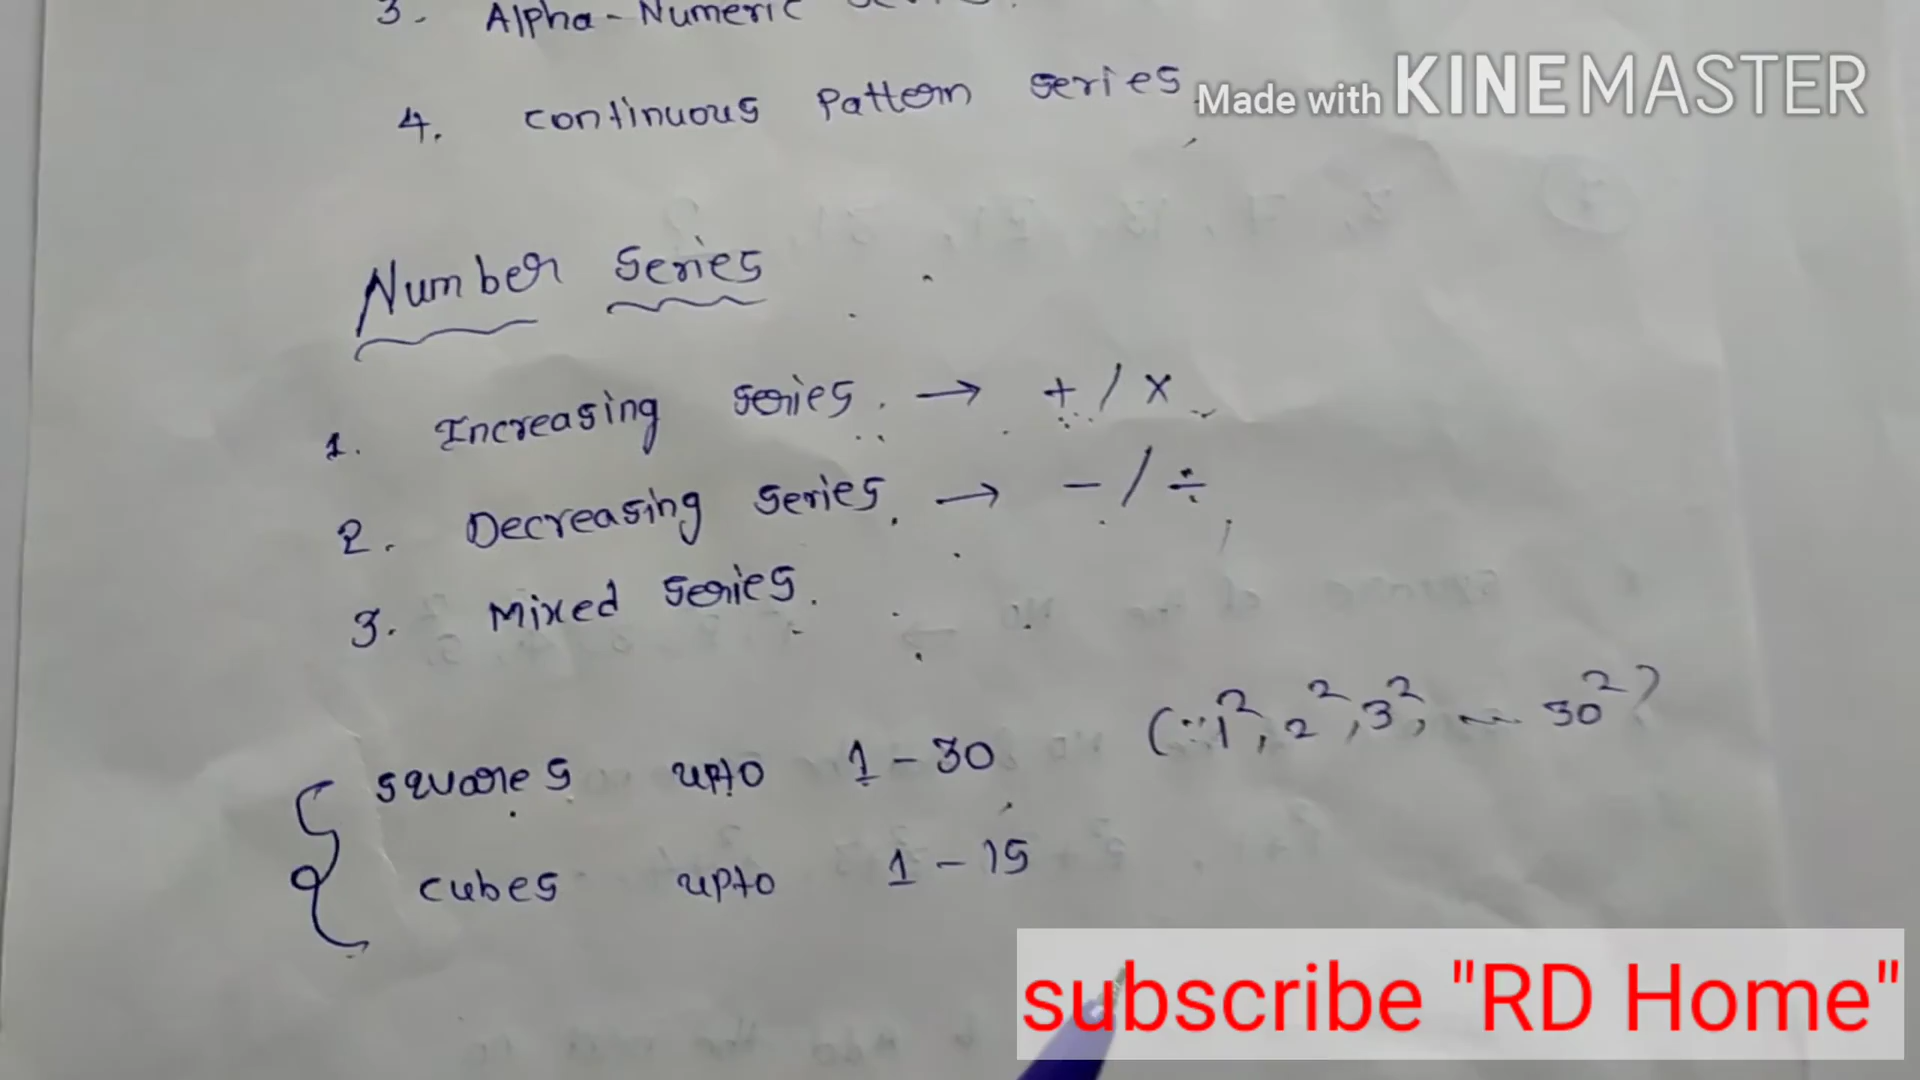 3. Alpha-Numeric
4. continuous Pattern series
Made with KINEMASTER
Number series
1. Increasing series. → + / ×
2. Decreasing series. → - / ÷
3. Mixed series.
squares upto 1 - 30 (1², 2², 3², --- 30²)
cubes upto 1 - 15
subscribe "RD Home"